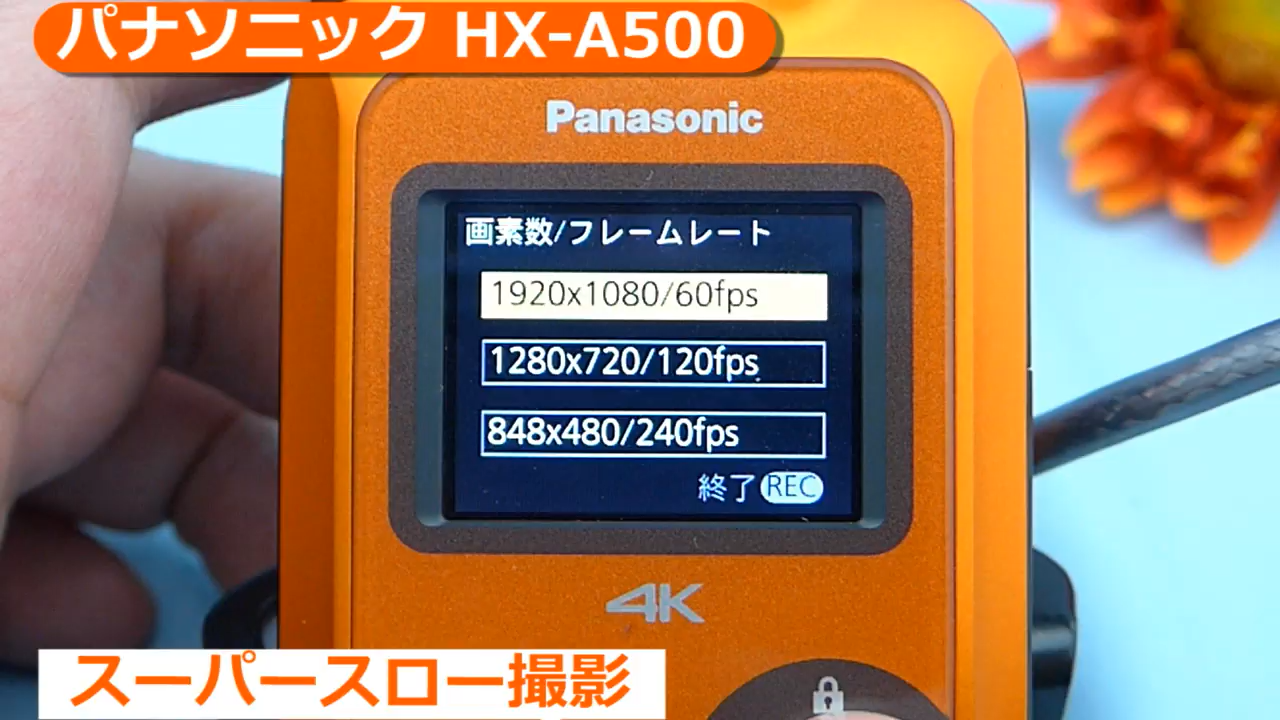 パナソニック HX-A500
Panasonic
画素数/フレームレート
1920x1080/60fps
1280x720/120fps
848x480/240fps
終了 REC
4K
スーパースロー撮影